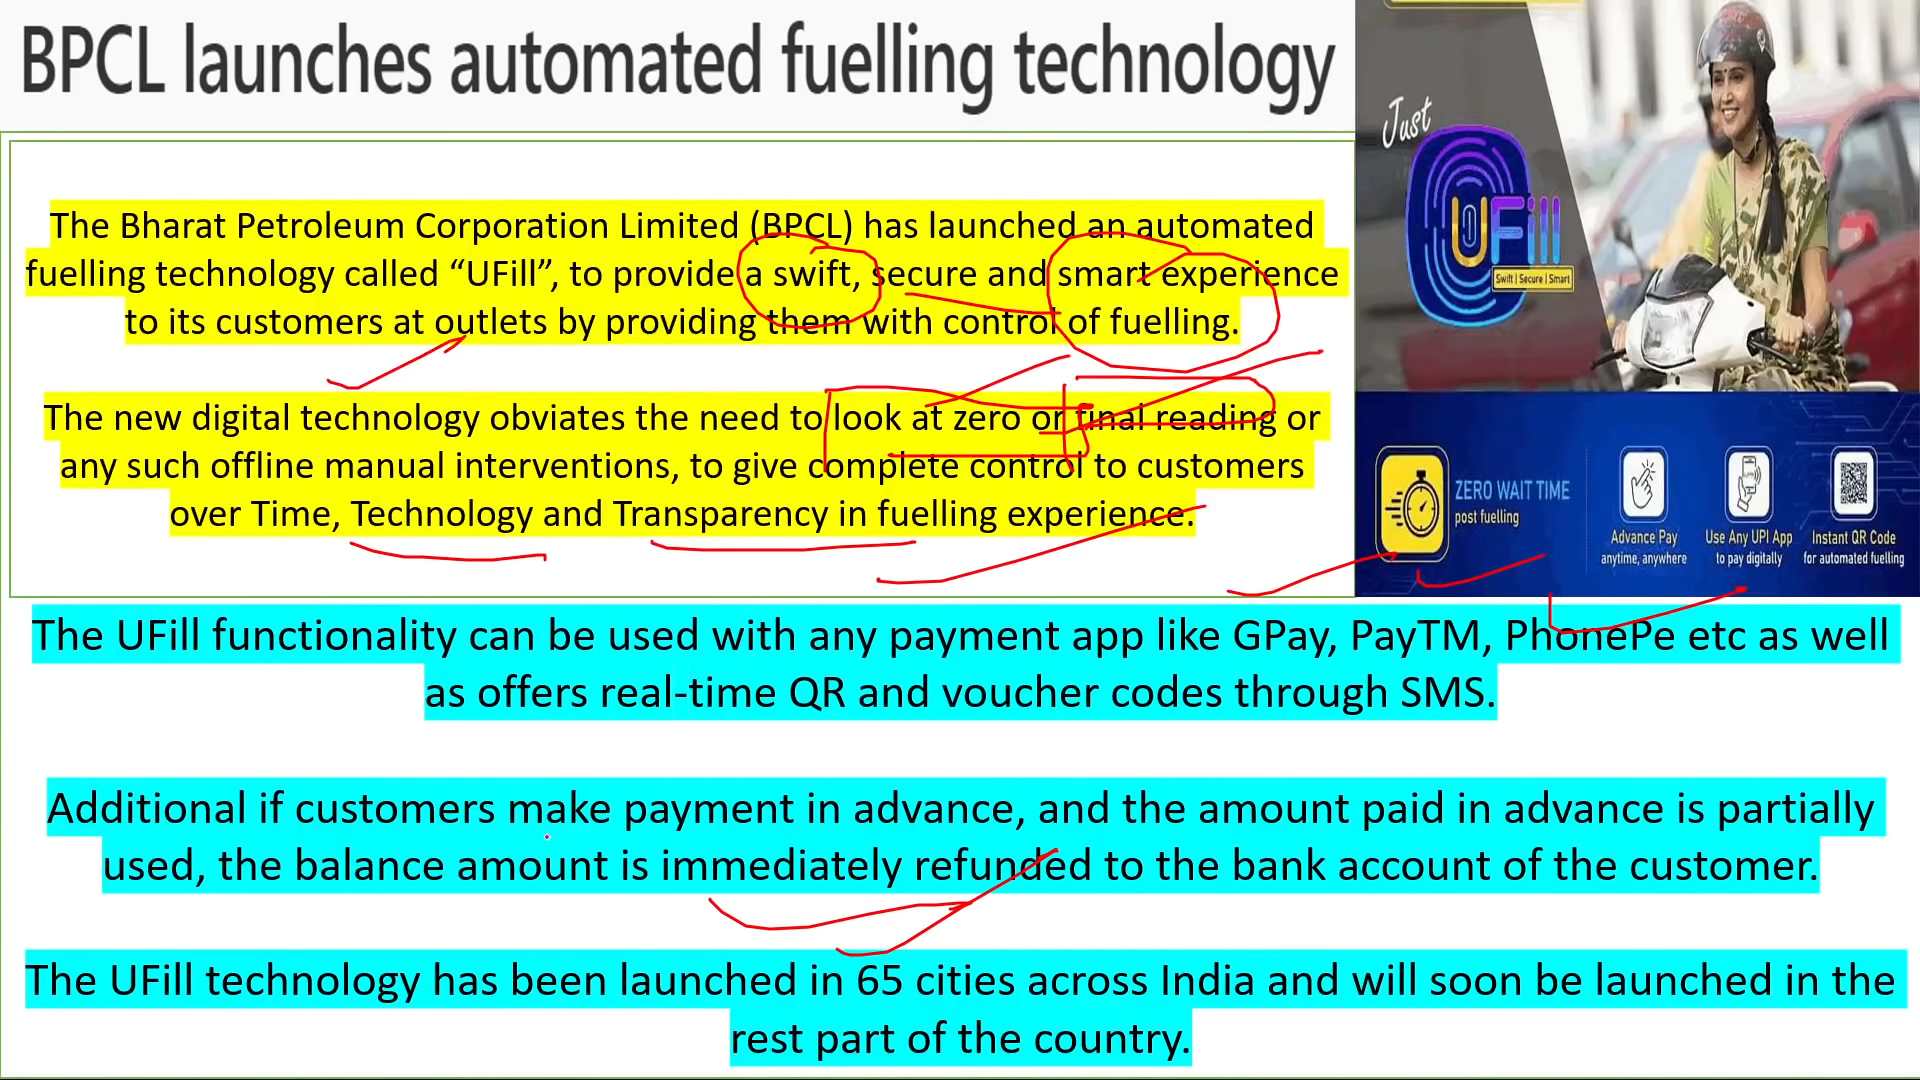 BPCL launches automated fuelling technology
The Bharat Petroleum Corporation Limited (BPCL) has launched an automated
fuelling technology called “UFill”, to provide a swift, secure and smart experience
to its customers at outlets by providing them with control of fuelling.
The new digital technology obviates the need to look at zero or final reading or
any such offline manual interventions, to give complete control to customers
over Time, Technology and Transparency in fuelling experience.
Just
UFill
Swift | Secure | Smart
ZERO WAIT TIME
post fuelling
Advance Pay
anytime, anywhere
Use Any UPI App
to pay digitally
Instant QR Code
for automated fuelling
The UFill functionality can be used with any payment app like GPay, PayTM, PhonePe etc as well
as offers real-time QR and voucher codes through SMS.
Additional if customers make payment in advance, and the amount paid in advance is partially
used, the balance amount is immediately refunded to the bank account of the customer.
The UFill technology has been launched in 65 cities across India and will soon be launched in the
rest part of the country.